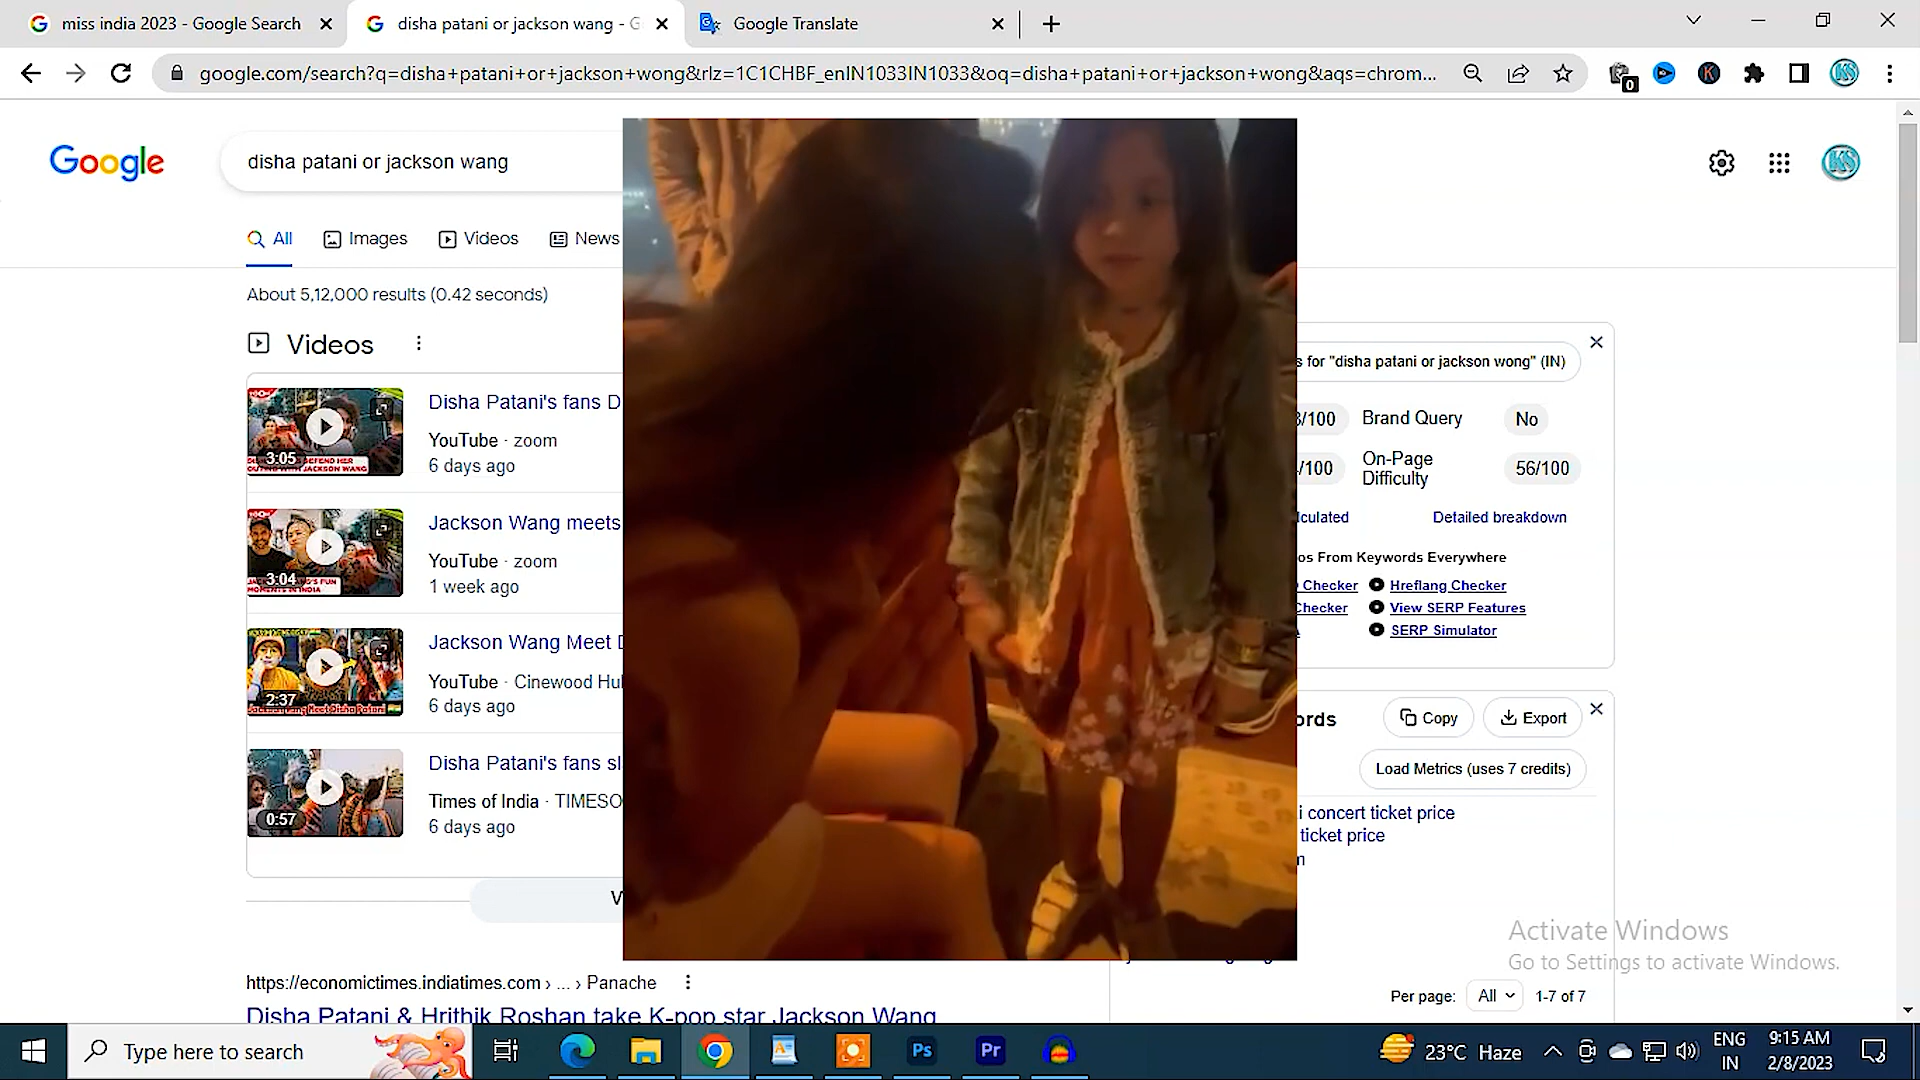 miss india 2023 - Google Search
disha patani or jackson wang - G
Google Translate
google.com/search?q=disha+patani+or+jackson+wong&rlz=1C1CHBF_enIN1033IN1033&oq=disha+patani+or+jackson+wong&aqs=chrom...
0
K
KS
Google
disha patani or jackson wang
KS
All
Images
Videos
News
About 5,12,000 results (0.42 seconds)
Videos
3:05
Disha Patani's fans D
YouTube · zoom
6 days ago
3:04
Jackson Wang meets
YouTube · zoom
1 week ago
2:37
Jackson Wang Meet D
YouTube · Cinewood Hu
6 days ago
0:57
Disha Patani's fans sl
Times of India · TIMESO
6 days ago
V
https://economictimes.indiatimes.com › ... › Panache
Disha Patani & Hrithik Roshan take K-pop star Jackson Wang
s for "disha patani or jackson wong" (IN)
/100
Brand Query
No
/100
On-Page Difficulty
56/100
lculated
Detailed breakdown
os From Keywords Everywhere
Checker
Hreflang Checker
Checker
View SERP Features
SERP Simulator
ords
Copy
Export
Load Metrics (uses 7 credits)
i concert ticket price
ticket price
Activate Windows
Go to Settings to activate Windows.
Per page:
All
1-7 of 7
Type here to search
Ps
Pr
23°C Haze
ENG
IN
9:15 AM
2/8/2023